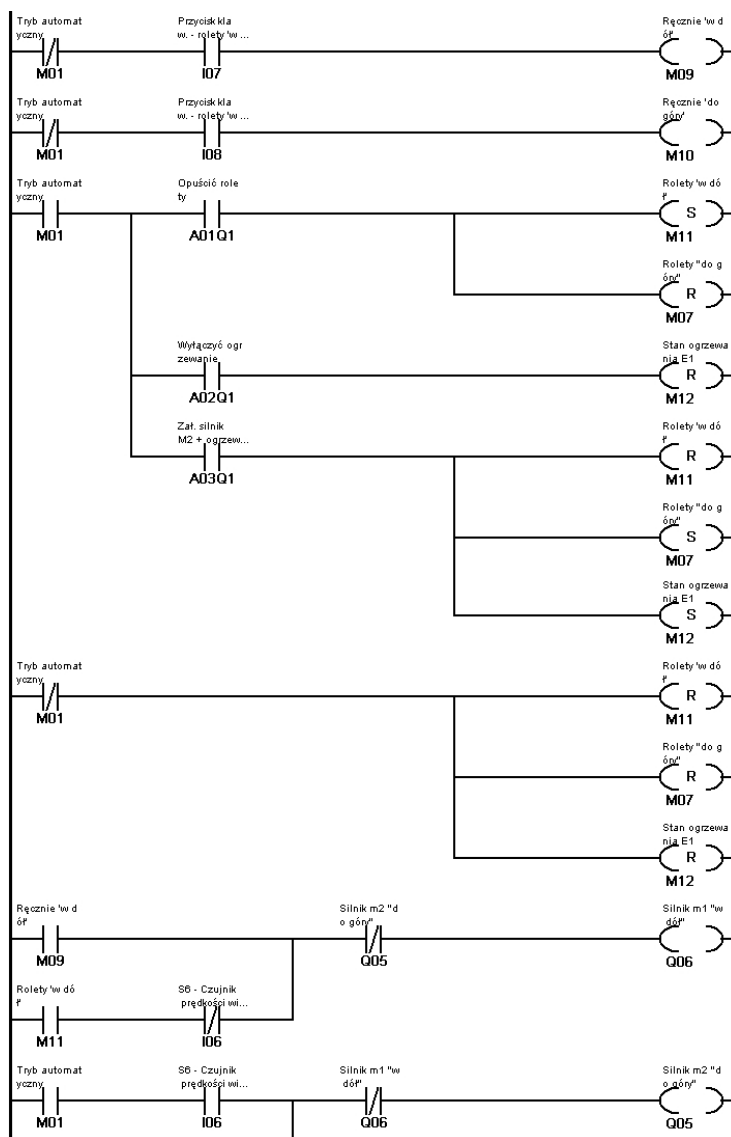 Tryb automat
yczny
M01
Przycisk kla
w. - rolety 'w ...
I07
Ręcznie 'w d
ół'
M09
Tryb automat
yczny
M01
Przycisk kla
w. - rolety 'w ...
I08
Ręcznie 'do
góry'
M10
Tryb automat
yczny
M01
Opuścić role
ty
A01Q1
Rolety 'w dó
ł'
S
M11
Rolety "do g
óry"
R
M07
Wyłączyć ogr
zewanie
A02Q1
Stan ogrzewa
nia E1
R
M12
Zał. silnik
M2 + ogrzew...
A03Q1
Rolety 'w dó
ł'
R
M11
Rolety "do g
óry"
S
M07
Stan ogrzewa
nia E1
S
M12
Tryb automat
yczny
M01
Rolety 'w dó
ł'
R
M11
Rolety "do g
óry"
R
M07
Stan ogrzewa
nia E1
R
M12
Ręcznie 'w d
ół'
M09
Silnik m2 "d
o góry"
Q05
Silnik m1 "w
dół"
Q06
Rolety 'w dó
ł'
M11
S6 - Czujnik
prędkości wi...
I06
Tryb automat
yczny
M01
S6 - Czujnik
prędkości wi...
I06
Silnik m1 "w
dół"
Q06
Silnik m2 "d
o góry"
Q05